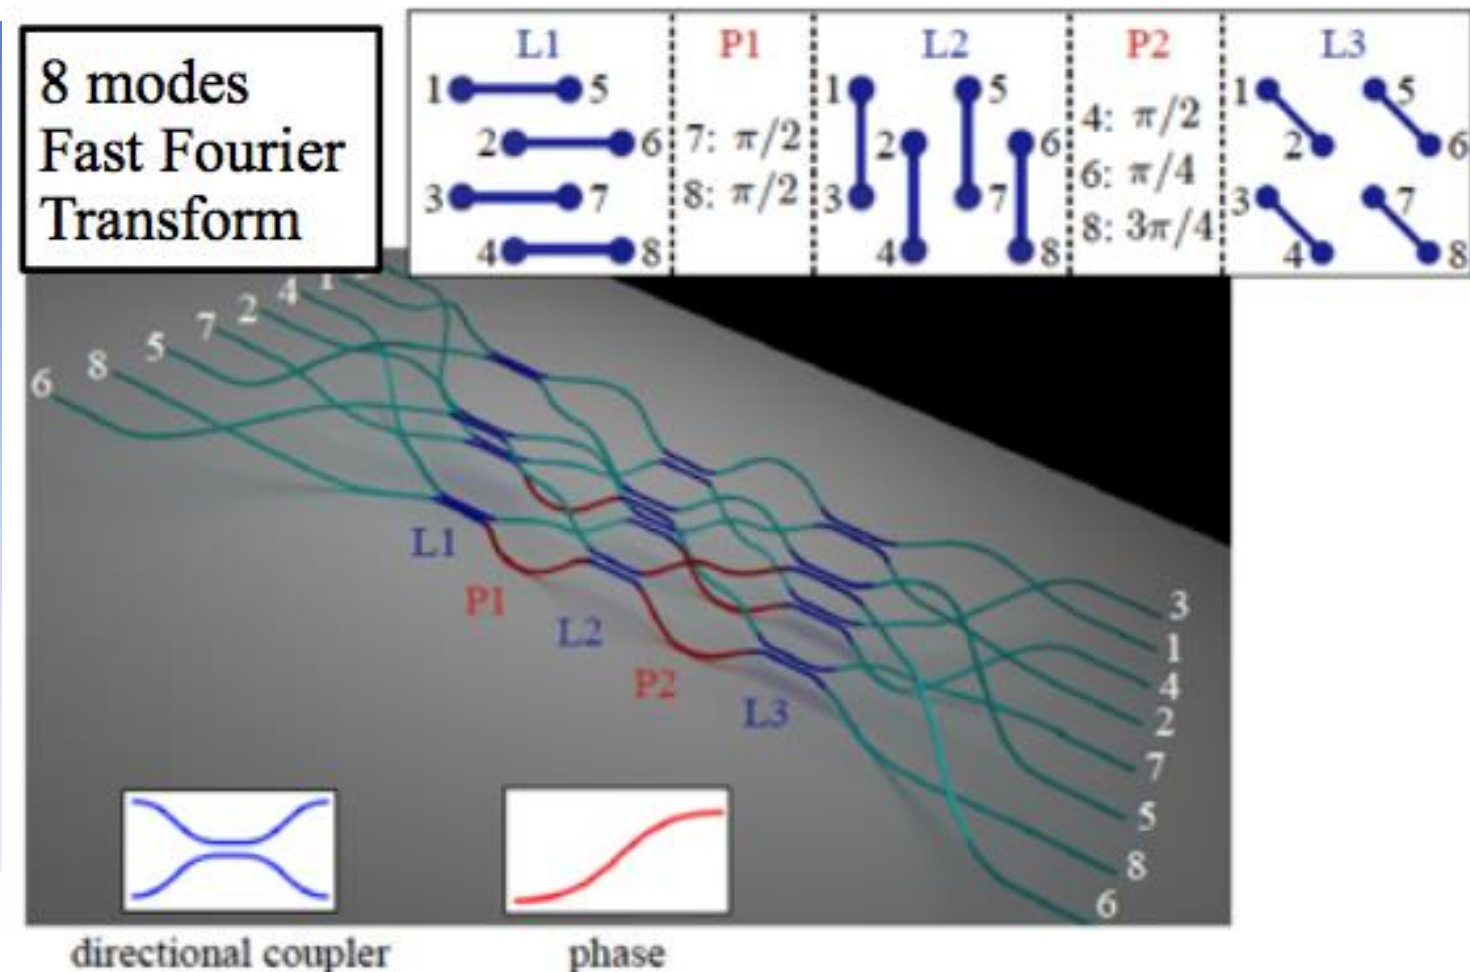 8 modes
Fast Fourier
Transform
L1 P1 L2 P2 L3
1 5 1 5 1 5
2 6 7: π/2 2 6 4: π/2 2 6
3 7 8: π/2 3 7 6: π/4 3 7
4 8 4 8 8: 3π/4 4 8
6 8 5 7 2 4 1
L1
P1
L2
P2
L3
3
1
4
2
7
5
8
6
directional coupler phase